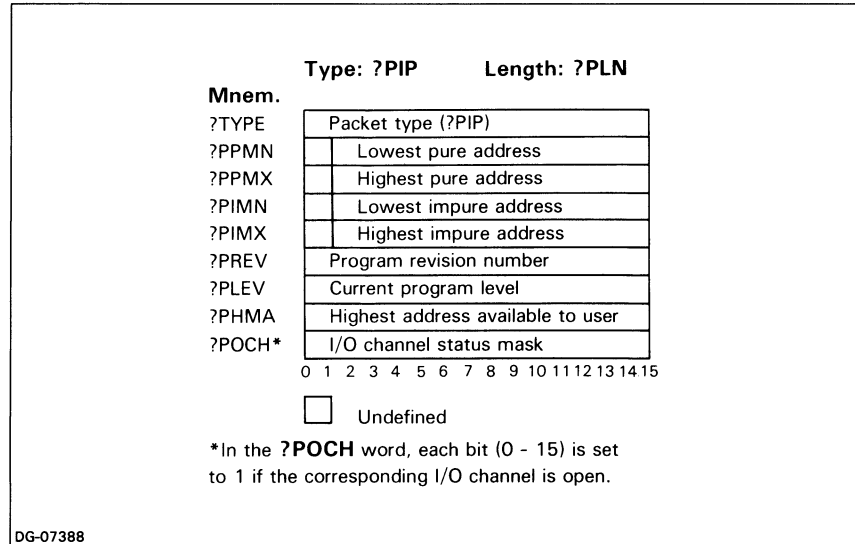 Type: ?PIP Length: ?PLN
Mnem.
?TYPE Packet type (?PIP)
?PPMN Lowest pure address
?PPMX Highest pure address
?PIMN Lowest impure address
?PIMX Highest impure address
?PREV Program revision number
?PLEV Current program level
?PHMA Highest address available to user
?POCH* I/O channel status mask
0 1 2 3 4 5 6 7 8 9 10 11 12 13 14 15
Undefined
*In the ?POCH word, each bit (0 - 15) is set
to 1 if the corresponding I/O channel is open.
DG-07388